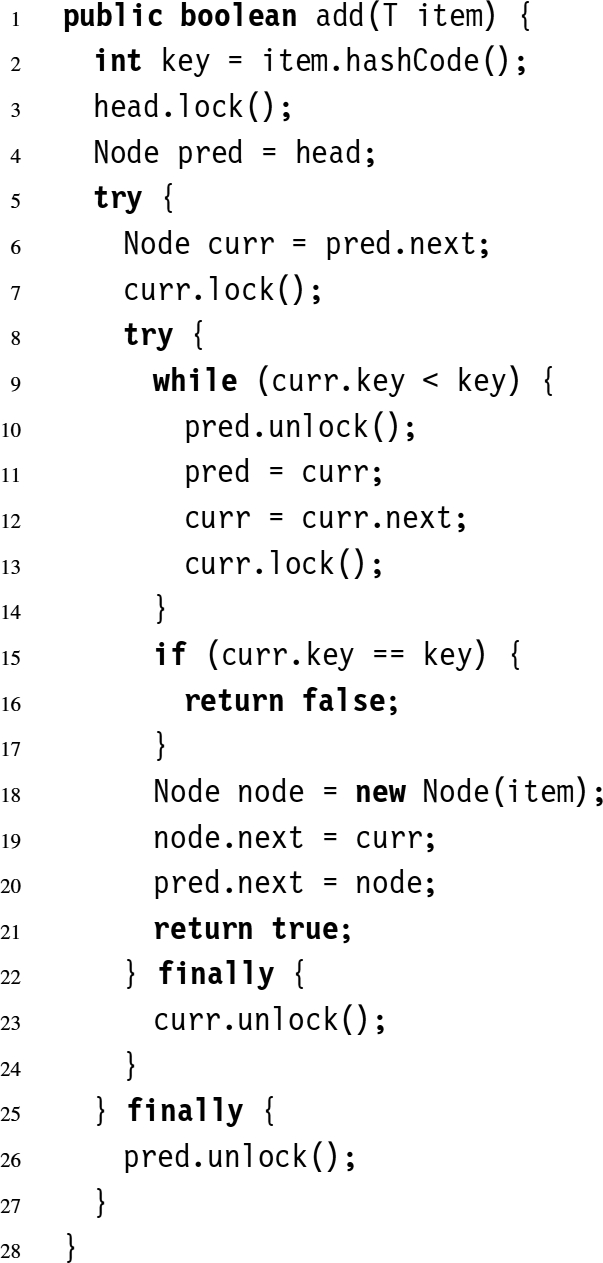 1 public boolean add(T item) {
2   int key = item.hashCode();
3   head.lock();
4   Node pred = head;
5   try {
6     Node curr = pred.next;
7     curr.lock();
8     try {
9       while (curr.key < key) {
10         pred.unlock();
11         pred = curr;
12         curr = curr.next;
13         curr.lock();
14       }
15       if (curr.key == key) {
16         return false;
17       }
18       Node node = new Node(item);
19       node.next = curr;
20       pred.next = node;
21       return true;
22     } finally {
23       curr.unlock();
24     }
25   } finally {
26     pred.unlock();
27   }
28 }